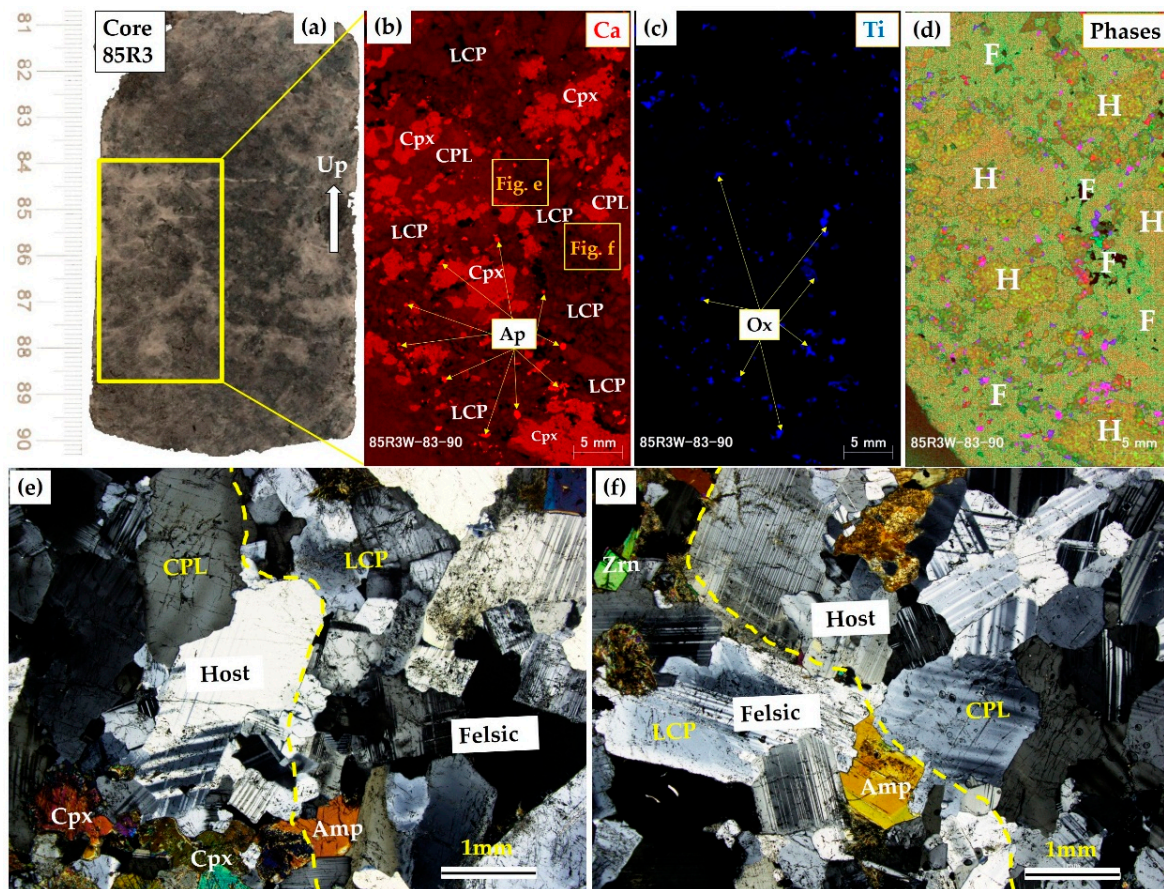 (a)
Core
85R3
81
82
83
84
85
86
87
88
89
90
Up
(b)
Ca
LCP
Cpx
Cpx
CPL
Fig. e
CPL
LCP
LCP
Fig. f
Cpx
LCP
Ap
LCP
LCP
Cpx
85R3W-83-90
5 mm
(c)
Ti
Ox
85R3W-83-90
5 mm
(d)
Phases
F
H
H
F
H
F
H
F
F
H
5 mm
(e)
CPL
LCP
Host
Felsic
Cpx
Cpx
Amp
1mm
(f)
Zrn
Host
Felsic
LCP
CPL
Amp
1mm